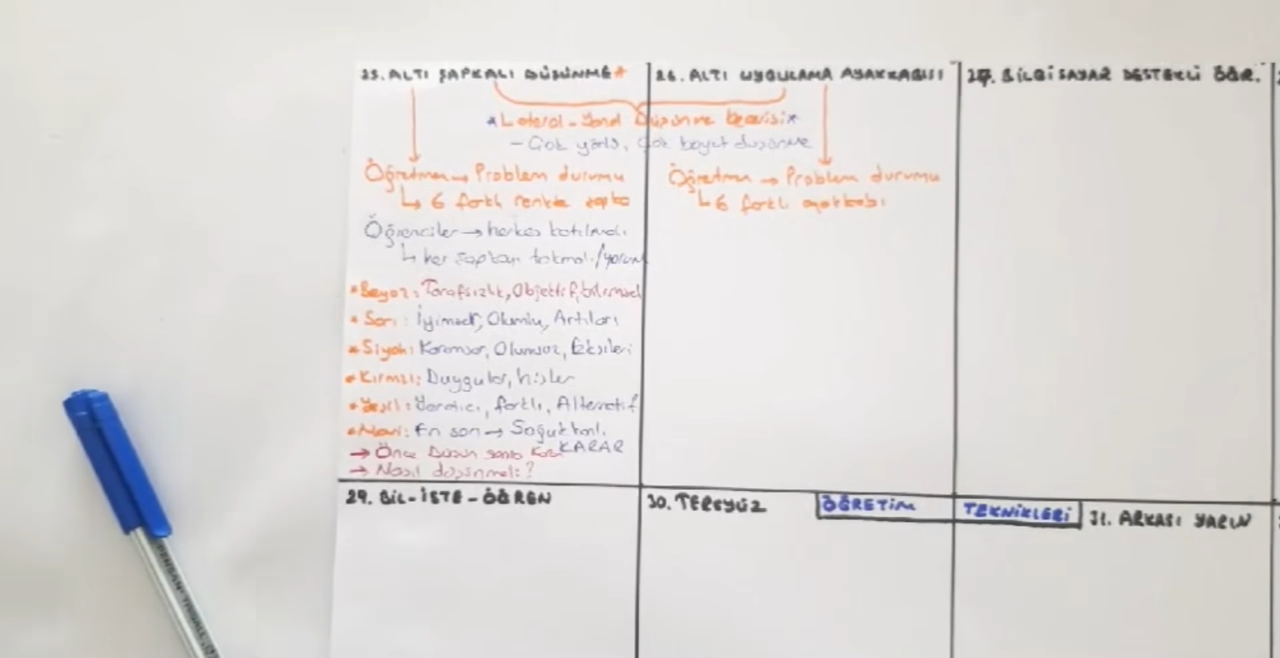 25. ALTI ŞAPKALI DÜŞÜNME*
*Lateral-Yanal Düşünme Becerisi*
- Çok yönlü, Çok boyut düşünme
Öğretmen → Problem durumu
↳ 6 farklı renkte şapka
Öğrenciler → herkes katılmalı
↳ her şapkayı takmalı/yorum
*Beyaz: Tarafsızlık, Objektif, bilimsel
*Sarı: İyimser, Olumlu, Artıları
*Siyah: Karamsar, Olumsuz, Eksileri
*Kırmızı: Duygular, hisler
*Yeşil: Yaratıcı, farklı, Alternatif
*Mavi: En son → Soğukkanlı
KARAR
→ Önce Düşün sonra
→ Nasıl düşünmeli?
26. ALTI UYGULAMA AYAKKABISI
Öğretmen → Problem durumu
↳ 6 farklı ayakkabı
27. BİLGİSAYAR DESTEKLİ ÖĞR.
29. BİL-İSTE-ÖĞREN
30. TEREYÜZ
ÖĞRETİM TEKNİKLERİ
31. ARKASI YARIN
PENSAN